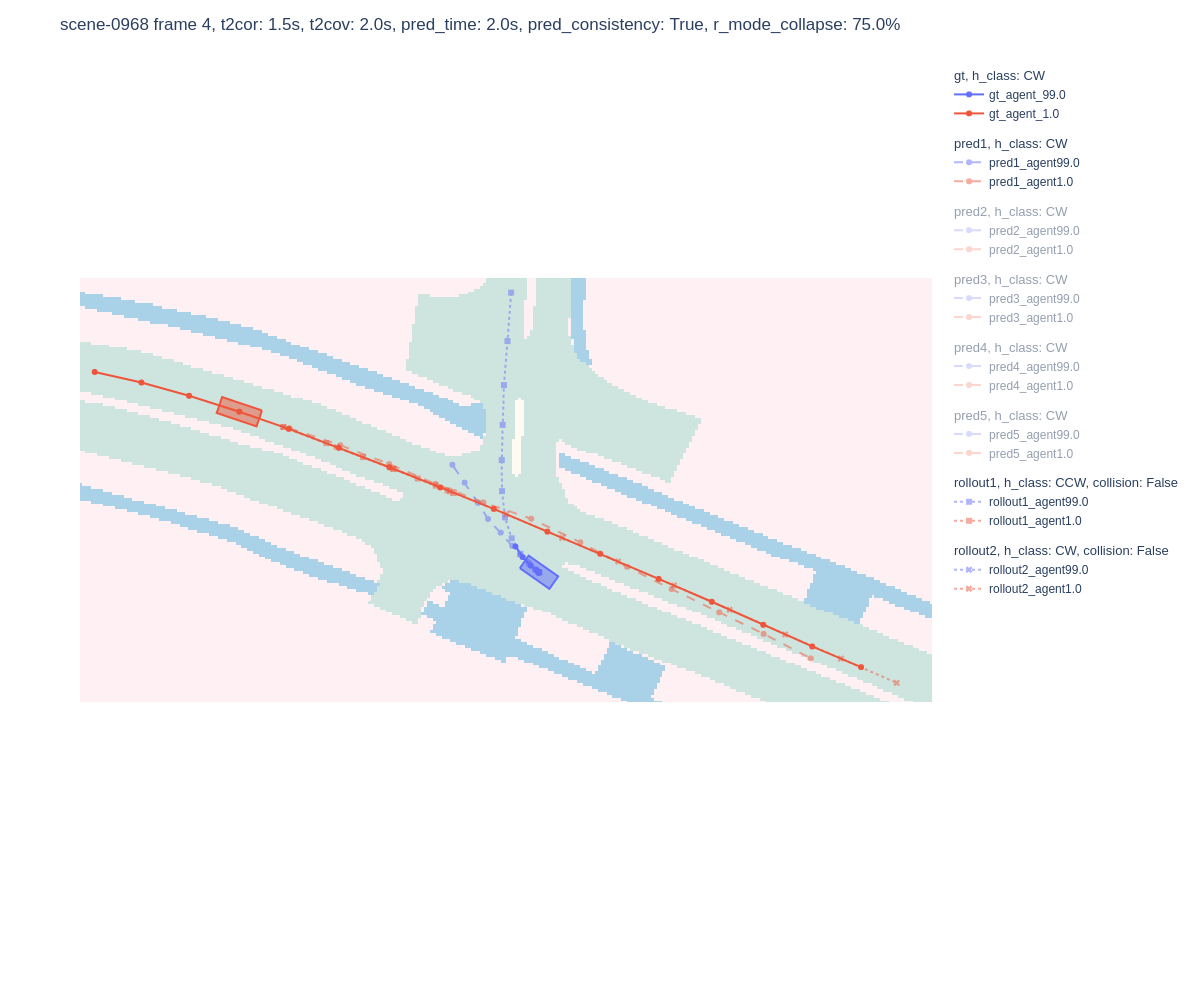 scene-0968 frame 4, t2cor: 1.5s, t2cov: 2.0s, pred_time: 2.0s, pred_consistency: True, r_mode_collapse: 75.0%
gt, h_class: CW
gt_agent_99.0
gt_agent_1.0
pred1, h_class: CW
pred1_agent99.0
pred1_agent1.0
pred2, h_class: CW
pred2_agent99.0
pred2_agent1.0
pred3, h_class: CW
pred3_agent99.0
pred3_agent1.0
pred4, h_class: CW
pred4_agent99.0
pred4_agent1.0
pred5, h_class: CW
pred5_agent99.0
pred5_agent1.0
rollout1, h_class: CCW, collision: False
rollout1_agent99.0
rollout1_agent1.0
rollout2, h_class: CW, collision: False
rollout2_agent99.0
rollout2_agent1.0